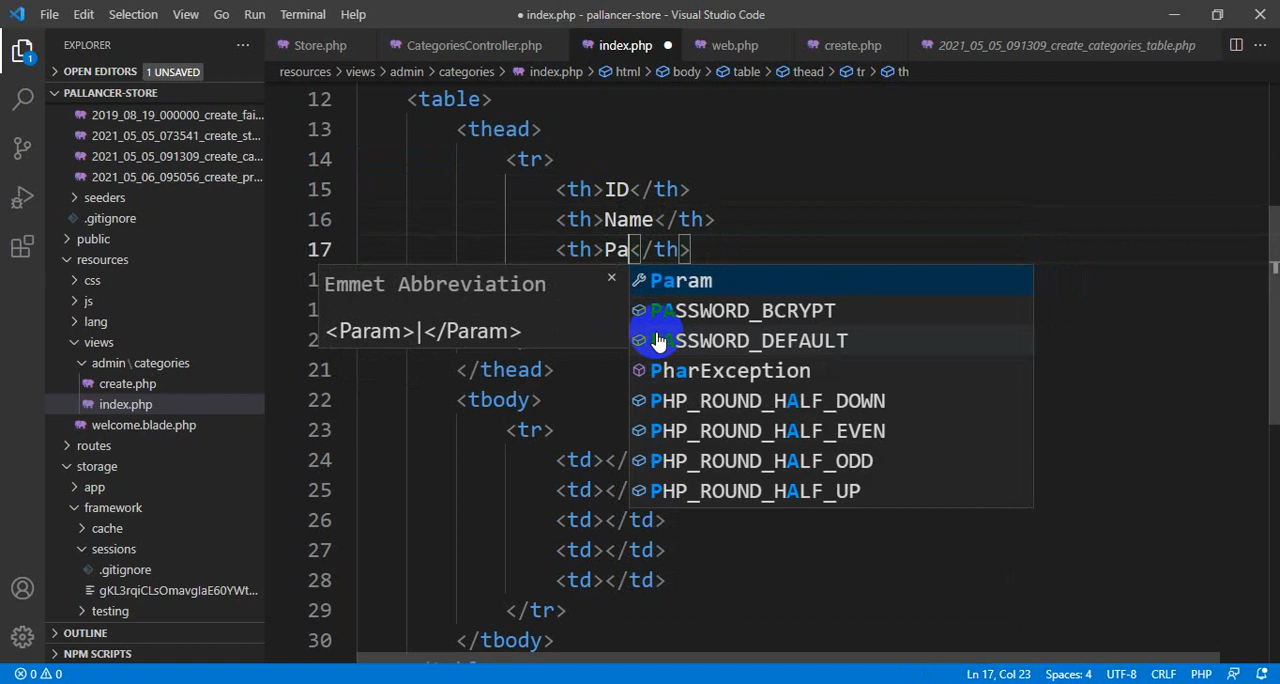 File Edit Selection View Go Run Terminal Help
● index.php - pallancer-store - Visual Studio Code
EXPLORER
Store.php CategoriesController.php index.php web.php create.php 2021_05_05_091309_create_categories_table.php
OPEN EDITORS 1 UNSAVED
resources > views > admin > categories > index.php > html > body > table > thead > tr > th
PALLANCER-STORE
2019_08_19_000000_create_fai...
2021_05_05_073541_create_st...
2021_05_05_091309_create_ca...
2021_05_06_095056_create_pr...
seeders
.gitignore
public
resources
css
js
lang
views
admin \ categories
create.php
index.php
welcome.blade.php
routes
storage
app
framework
cache
sessions
.gitignore
gKL3rqiCLsOmavglaE60YWt...
testing
OUTLINE
NPM SCRIPTS
12 <table>
13 <thead>
14 <tr>
15 <th>ID</th>
16 <th>Name</th>
17 <th>Pa</th>
Emmet Abbreviation
<Param>|</Param>
Param
PASSWORD_BCRYPT
PASSWORD_DEFAULT
PharException
PHP_ROUND_HALF_DOWN
PHP_ROUND_HALF_EVEN
PHP_ROUND_HALF_ODD
PHP_ROUND_HALF_UP
21 </thead>
22 <tbody>
23 <tr>
24 <td></
25 <td></
26 <td></td>
27 <td></td>
28 <td></td>
29 </tr>
30 </tbody>
0 0
Ln 17, Col 23 Spaces: 4 UTF-8 CRLF PHP